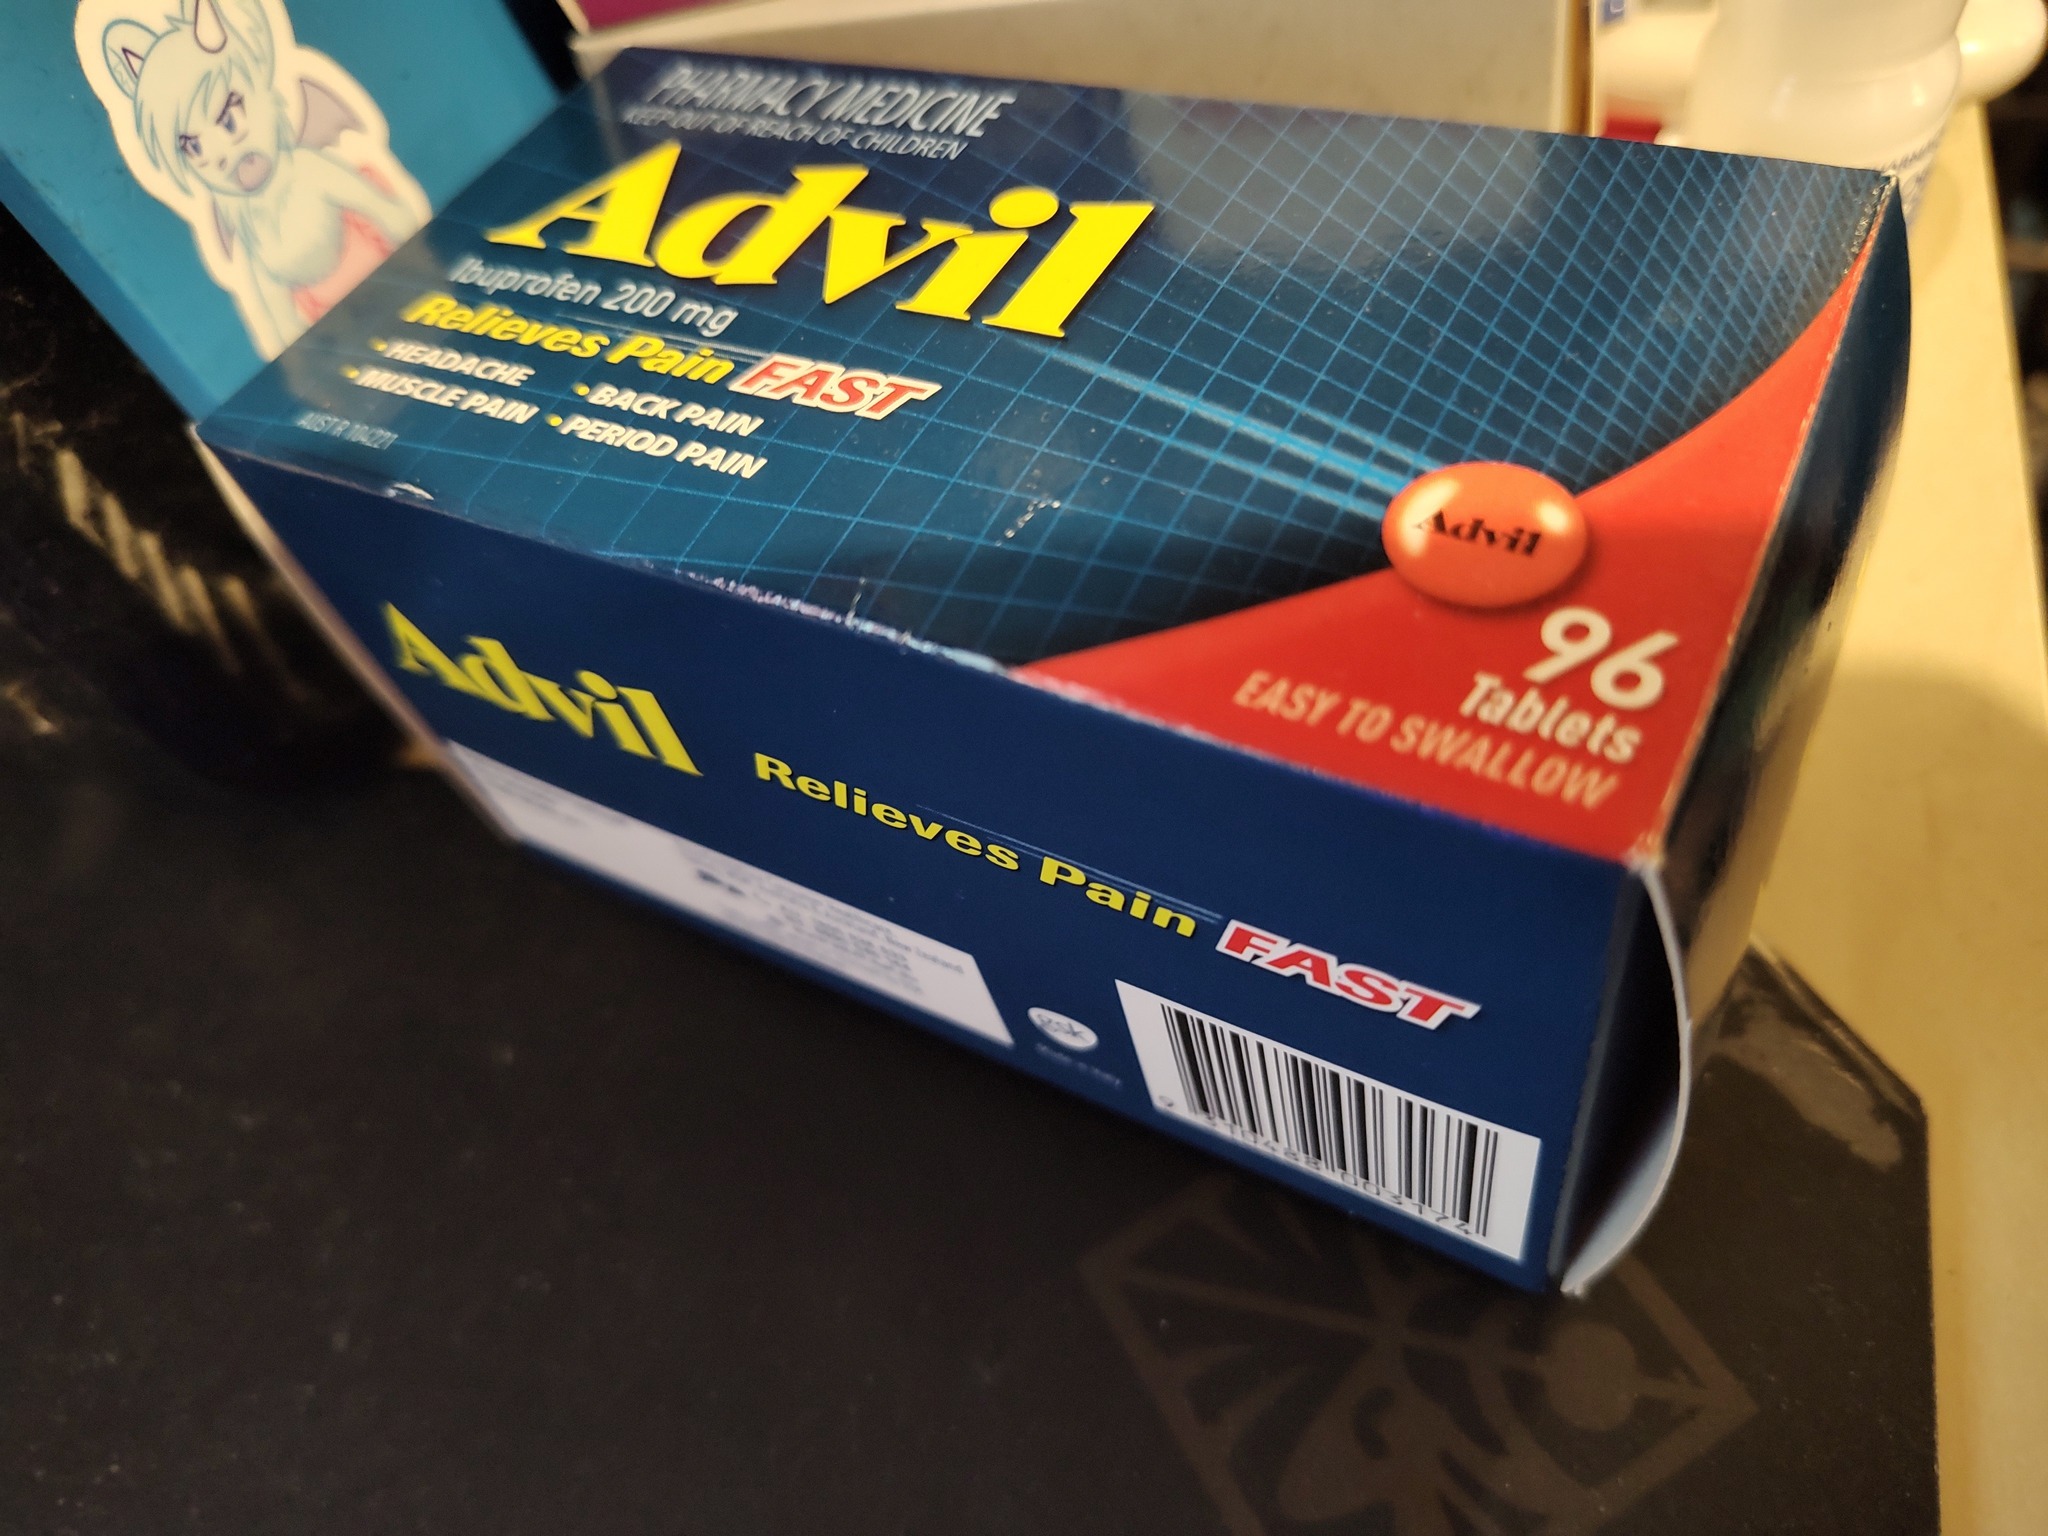 PHARMACY MEDICINE
KEEP OUT OF REACH OF CHILDREN
Advil
Ibuprofen 200 mg
Relieves Pain FAST
• HEADACHE • BACK PAIN
• MUSCLE PAIN • PERIOD PAIN
Advil
96
Tablets
EASY TO SWALLOW
Advil Relieves Pain FAST
gsk